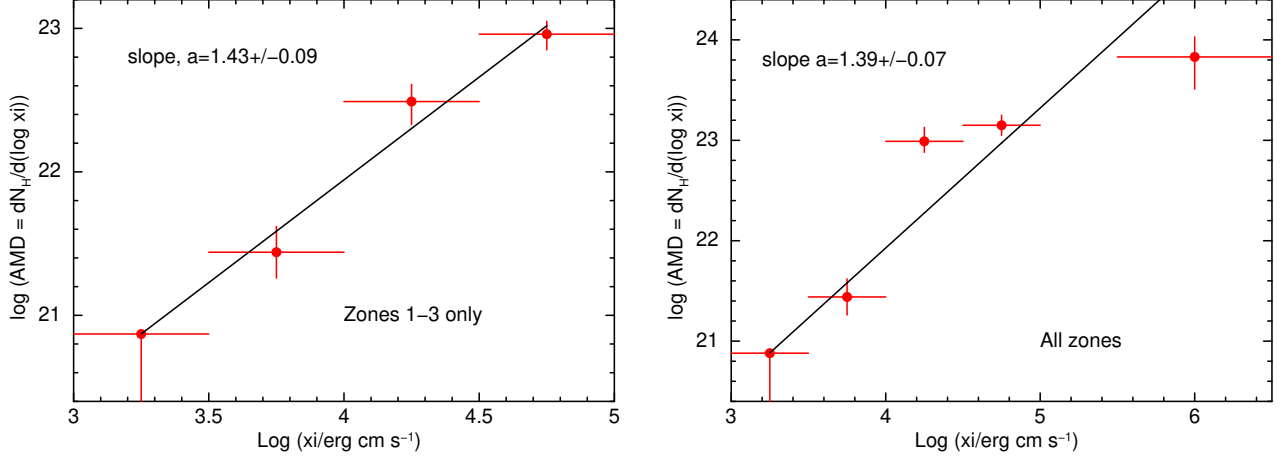 23
22
21
slope, a=1.43+/−0.09
Zones 1−3 only
3
3.5
4
4.5
5
Log (xi/erg cm s⁻¹)
log (AMD = dN_H/d(log xi))
24
23
22
21
slope a=1.39+/−0.07
All zones
3
4
5
6
Log (xi/erg cm s⁻¹)
log (AMD = dN_H/d(log xi))